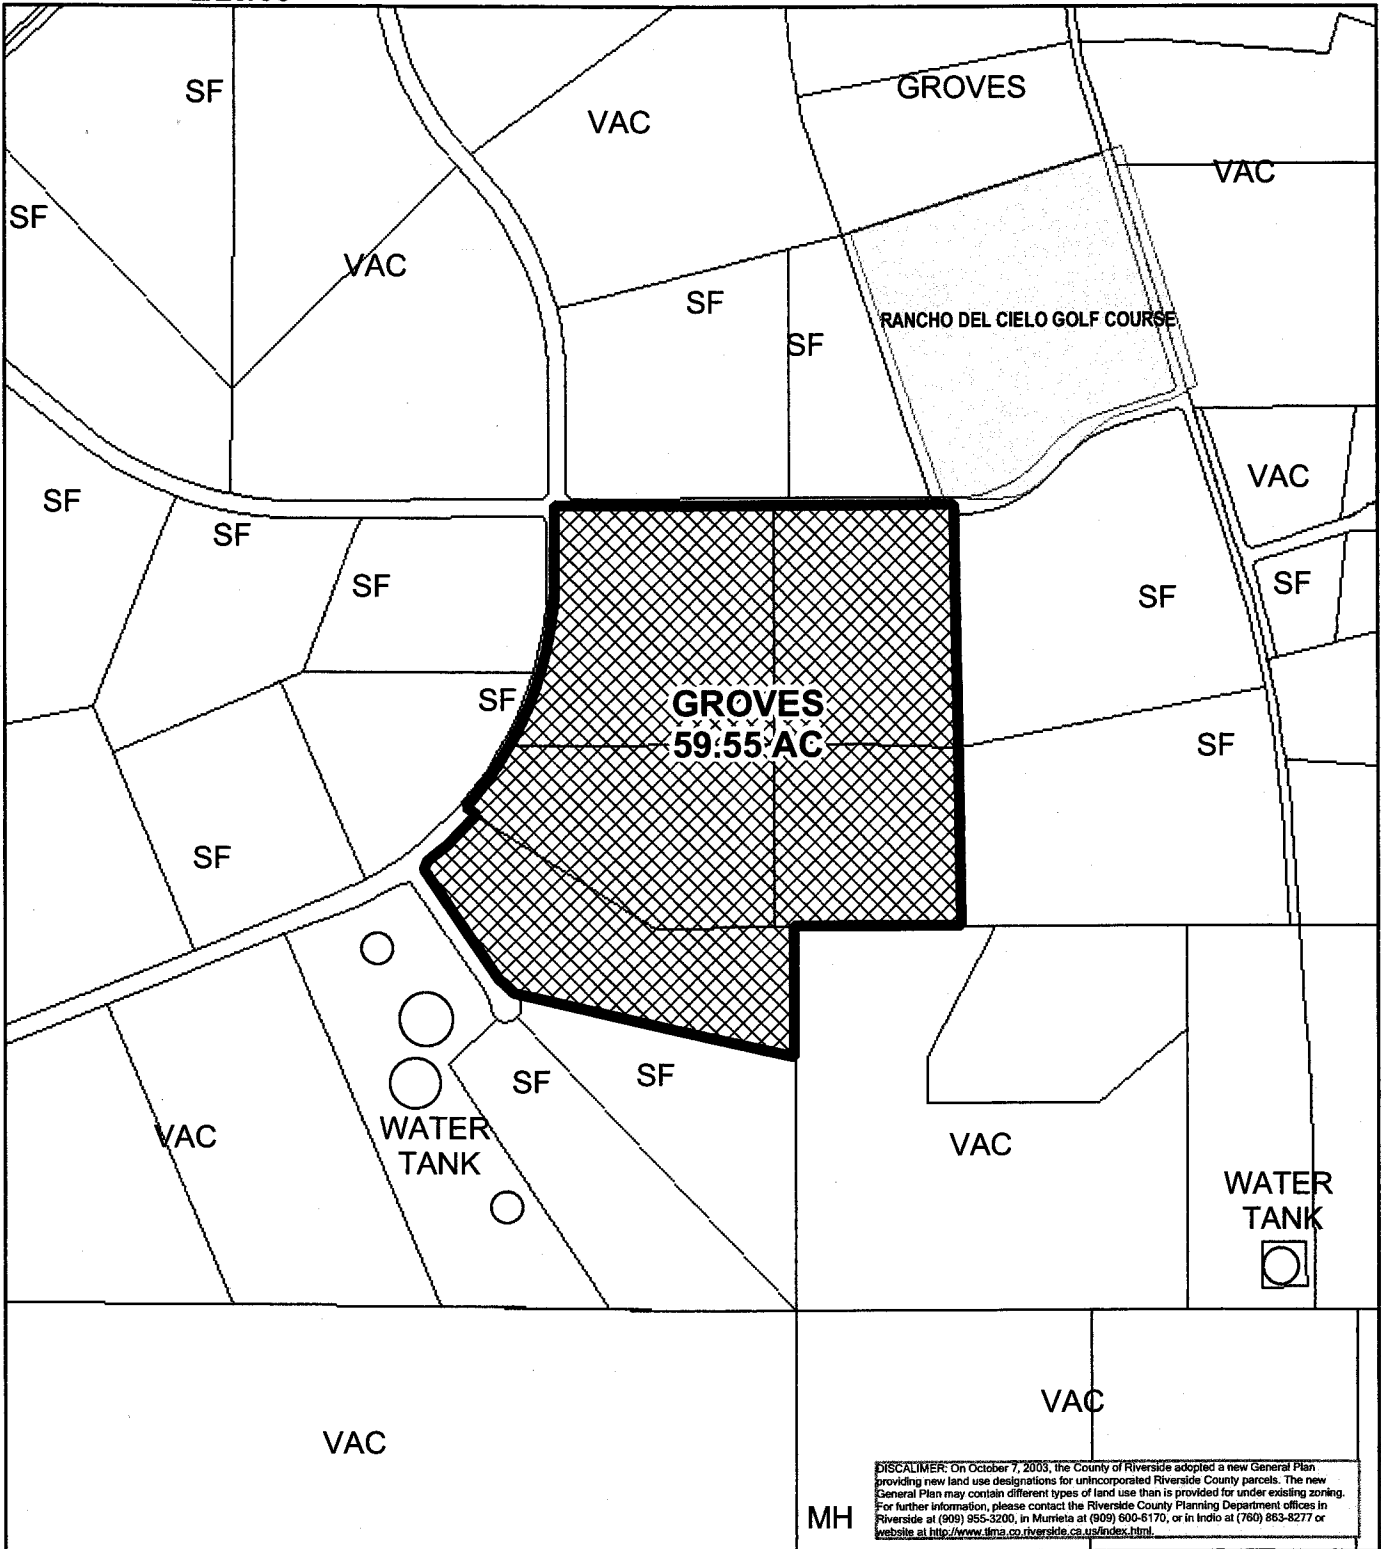 SF
GROVES
VAC
VAC
SF
VAC
SF
RANCHO DEL CIELO GOLF COURSE
SF
VAC
SF
SF
SF
SF
SF
SF
GROVES
59.55 AC
SF
SF
SF
SF
VAC
WATER
TANK
VAC
WATER
TANK
VAC
VAC
MH
DISCALIMER: On October 7, 2003, the County of Riverside adopted a new General Plan
providing new land use designations for unincorporated Riverside County parcels. The new
General Plan may contain different types of land use than is provided for under existing zoning.
For further information, please contact the Riverside County Planning Department offices in
Riverside at (909) 955-3200, in Murrieta at (909) 600-6170, or in Indio at (760) 863-8277 or
website at http://www.tlma.co.riverside.ca.us/index.html.